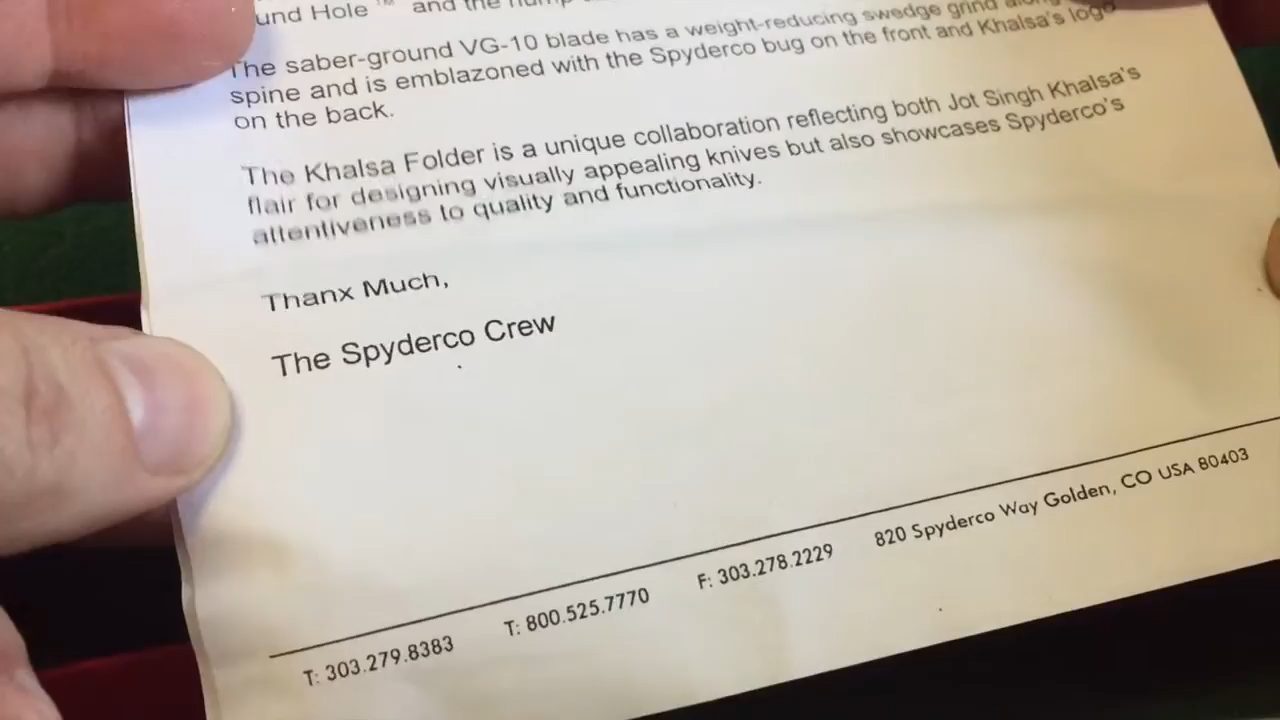 und Hole ™ and the hump
The saber-ground VG-10 blade has a weight-reducing swedge grind along
spine and is emblazoned with the Spyderco bug on the front and Khalsa's logo
on the back.
The Khalsa Folder is a unique collaboration reflecting both Jot Singh Khalsa's
flair for designing visually appealing knives but also showcases Spyderco's
attentiveness to quality and functionality.
Thanx Much,
The Spyderco Crew
T: 303.279.8383 T: 800.525.7770 F: 303.278.2229 820 Spyderco Way Golden, CO USA 80403